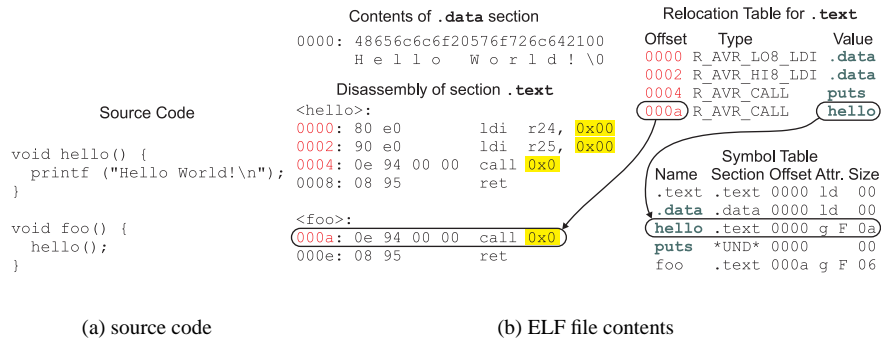 Source Code
void hello() {
printf ("Hello World!\n");
}
void foo() {
hello();
}
(a) source code
Contents of .data section
0000: 48656c6c6f20576f726c642100
H e l l o W o r l d ! \0
Disassembly of section .text
<hello>:
0000: 80 e0 ldi r24, 0x00
0002: 90 e0 ldi r25, 0x00
0004: 0e 94 00 00 call 0x0
0008: 08 95 ret
<foo>:
000a: 0e 94 00 00 call 0x0
000e: 08 95 ret
Relocation Table for .text
Offset Type Value
0000 R_AVR_LO8_LDI .data
0002 R_AVR_HI8_LDI .data
0004 R_AVR_CALL puts
000a R_AVR_CALL hello
Symbol Table
Name Section Offset Attr. Size
.text .text 0000 ld 00
.data .data 0000 ld 00
hello .text 0000 g F 0a
puts *UND* 0000 00
foo .text 000a g F 06
(b) ELF file contents